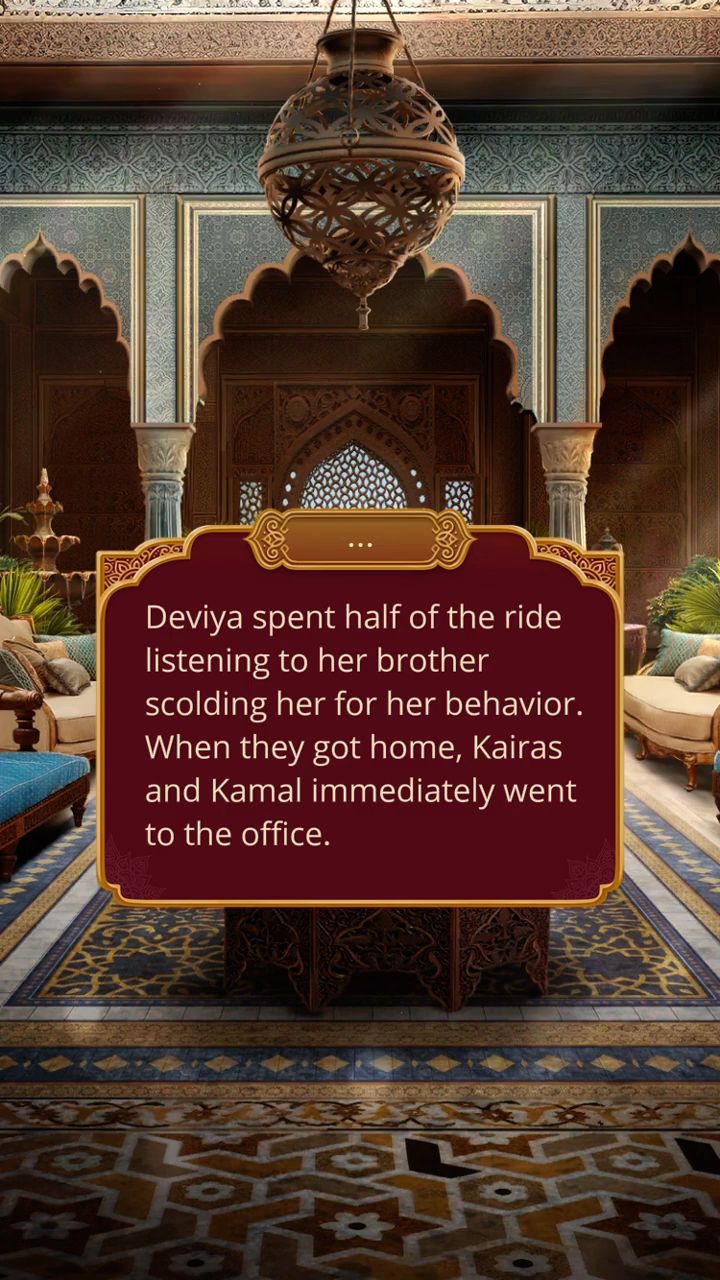 ...
Deviya spent half of the ride
listening to her brother
scolding her for her behavior.
When they got home, Kairas
and Kamal immediately went
to the office.